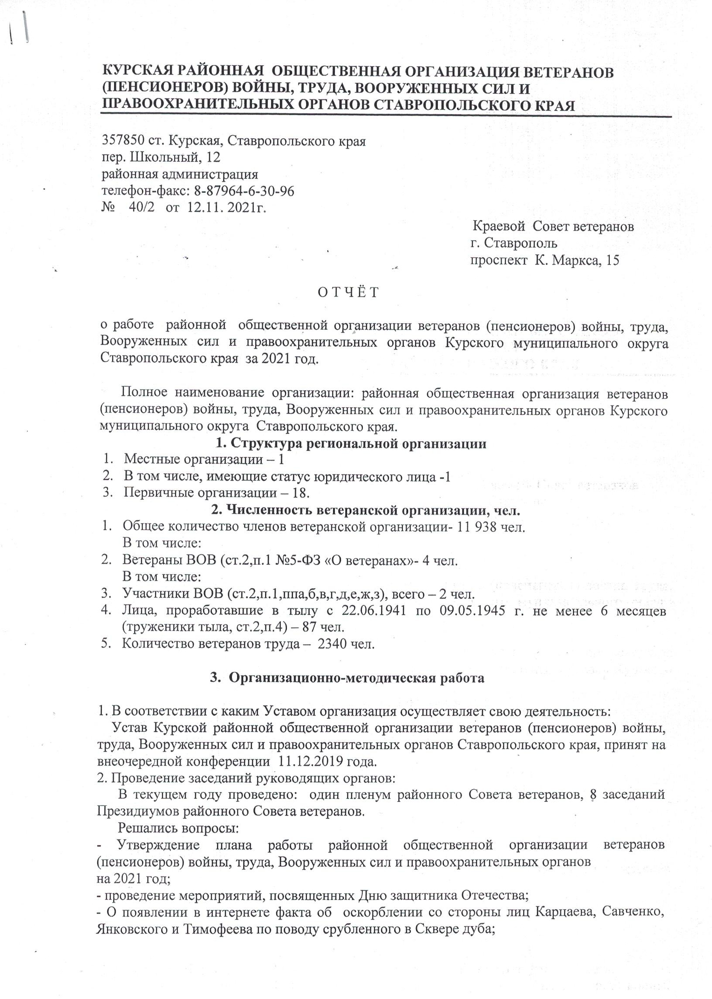 КУРСКАЯ РАЙОННАЯ ОБЩЕСТВЕННАЯ ОРГАНИЗАЦИЯ ВЕТЕРАНОВ
(ПЕНСИОНЕРОВ) ВОЙНЫ, ТРУДА, ВООРУЖЕННЫХ СИЛ И
ПРАВООХРАНИТЕЛЬНЫХ ОРГАНОВ СТАВРОПОЛЬСКОГО КРАЯ
357850 ст. Курская, Ставропольского края
пер. Школьный, 12
районная администрация
телефон-факс: 8-87964-6-30-96
№ 40/2 от 12.11. 2021г.
Краевой Совет ветеранов
г. Ставрополь
проспект К. Маркса, 15
О Т Ч Ё Т
о работе районной общественной организации ветеранов (пенсионеров) войны, труда,
Вооруженных сил и правоохранительных органов Курского муниципального округа
Ставропольского края за 2021 год.
Полное наименование организации: районная общественная организация ветеранов
(пенсионеров) войны, труда, Вооруженных сил и правоохранительных органов Курского
муниципального округа Ставропольского края.
1. Структура региональной организации
1. Местные организации – 1
2. В том числе, имеющие статус юридического лица -1
3. Первичные организации – 18.
2. Численность ветеранской организации, чел.
1. Общее количество членов ветеранской организации- 11 938 чел.
В том числе:
2. Ветераны ВОВ (ст.2,п.1 №5-ФЗ «О ветеранах»- 4 чел.
В том числе:
3. Участники ВОВ (ст.2,п.1,ппа,б,в,г,д,е,ж,з), всего – 2 чел.
4. Лица, проработавшие в тылу с 22.06.1941 по 09.05.1945 г. не менее 6 месяцев
(труженики тыла, ст.2,п.4) – 87 чел.
5. Количество ветеранов труда – 2340 чел.
3. Организационно-методическая работа
1. В соответствии с каким Уставом организация осуществляет свою деятельность:
Устав Курской районной общественной организации ветеранов (пенсионеров) войны,
труда, Вооруженных сил и правоохранительных органов Ставропольского края, принят на
внеочередной конференции 11.12.2019 года.
2. Проведение заседаний руководящих органов:
В текущем году проведено: один пленум районного Совета ветеранов, 8 заседаний
Президиумов районного Совета ветеранов.
Решались вопросы:
- Утверждение плана работы районной общественной организации ветеранов
(пенсионеров) войны, труда, Вооруженных сил и правоохранительных органов
на 2021 год;
- проведение мероприятий, посвященных Дню защитника Отечества;
- О появлении в интернете факта об оскорблении со стороны лиц Карцаева, Савченко,
Янковского и Тимофеева по поводу срубленного в Сквере дуба;